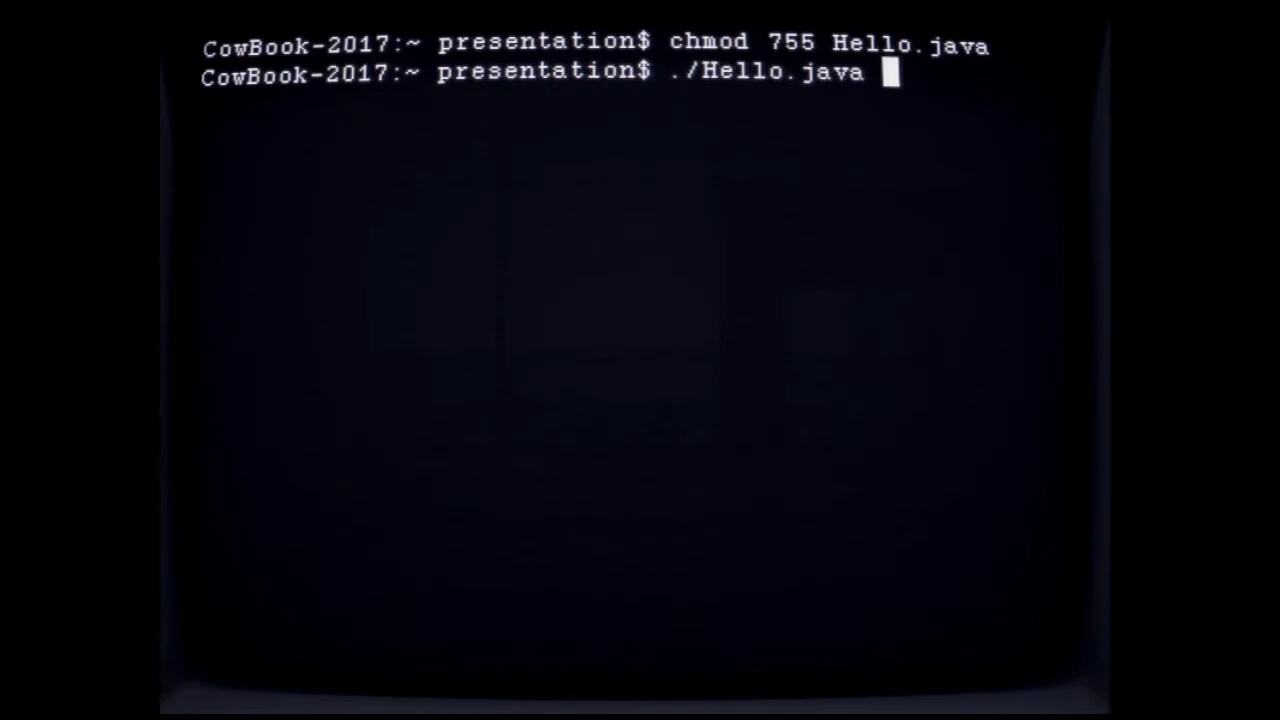 CowBook-2017:~ presentation$ chmod 755 Hello.java
CowBook-2017:~ presentation$ ./Hello.java